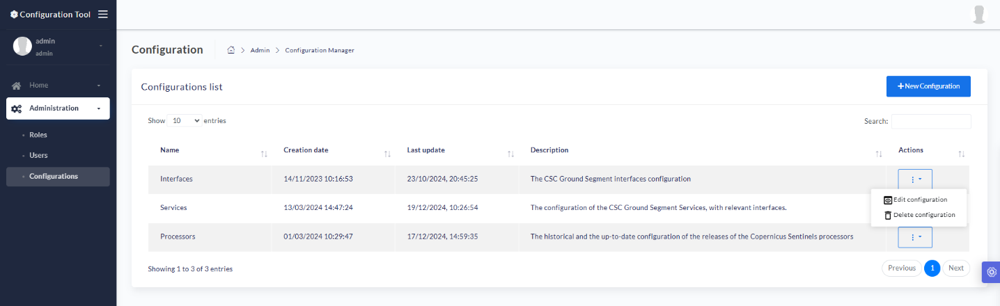 Configuration Tool
admin
admin
Home
Administration
Roles
Users
Configurations
Configuration
Admin
Configuration Manager
Configurations list
New Configuration
Show 10 entries
Search:
Name Creation date Last update Description Actions
Interfaces 14/11/2023 10:16:53 23/10/2024, 20:45:25 The CSC Ground Segment interfaces configuration
Services 13/03/2024 14:47:24 19/12/2024, 10:26:54 The configuration of the CSC Ground Segment Services, with relevant interfaces.
Edit configuration
Delete configuration
Processors 01/03/2024 10:29:47 17/12/2024, 14:59:35 The historical and the up-to-date configuration of the releases of the Copernicus Sentinels processors
Showing 1 to 3 of 3 entries
Previous 1 Next